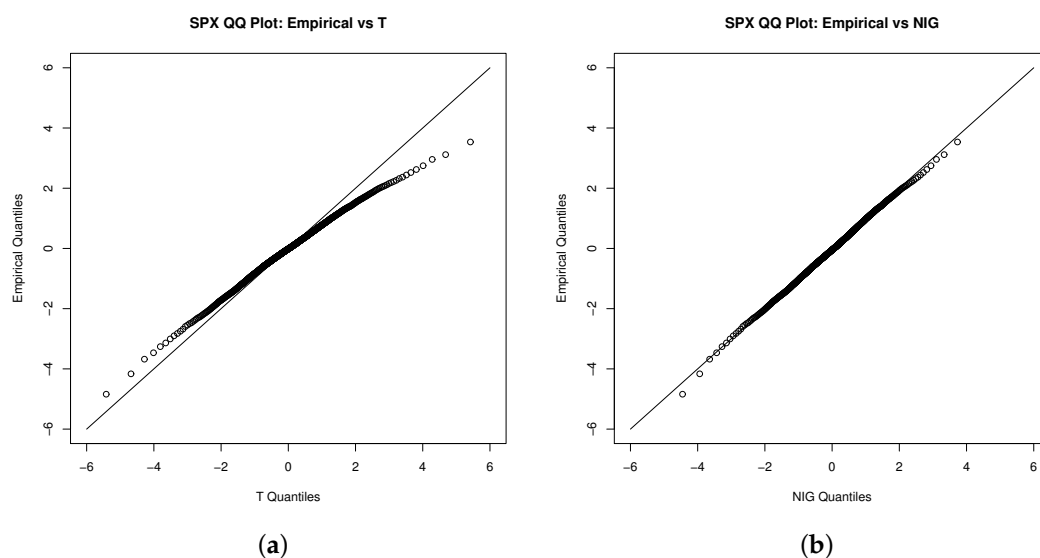 SPX QQ Plot: Empirical vs T
6
4
2
0
-2
-4
-6
Empirical Quantiles
-6 -4 -2 0 2 4 6
T Quantiles
(a)
SPX QQ Plot: Empirical vs NIG
6
4
2
0
-2
-4
-6
Empirical Quantiles
-6 -4 -2 0 2 4 6
NIG Quantiles
(b)